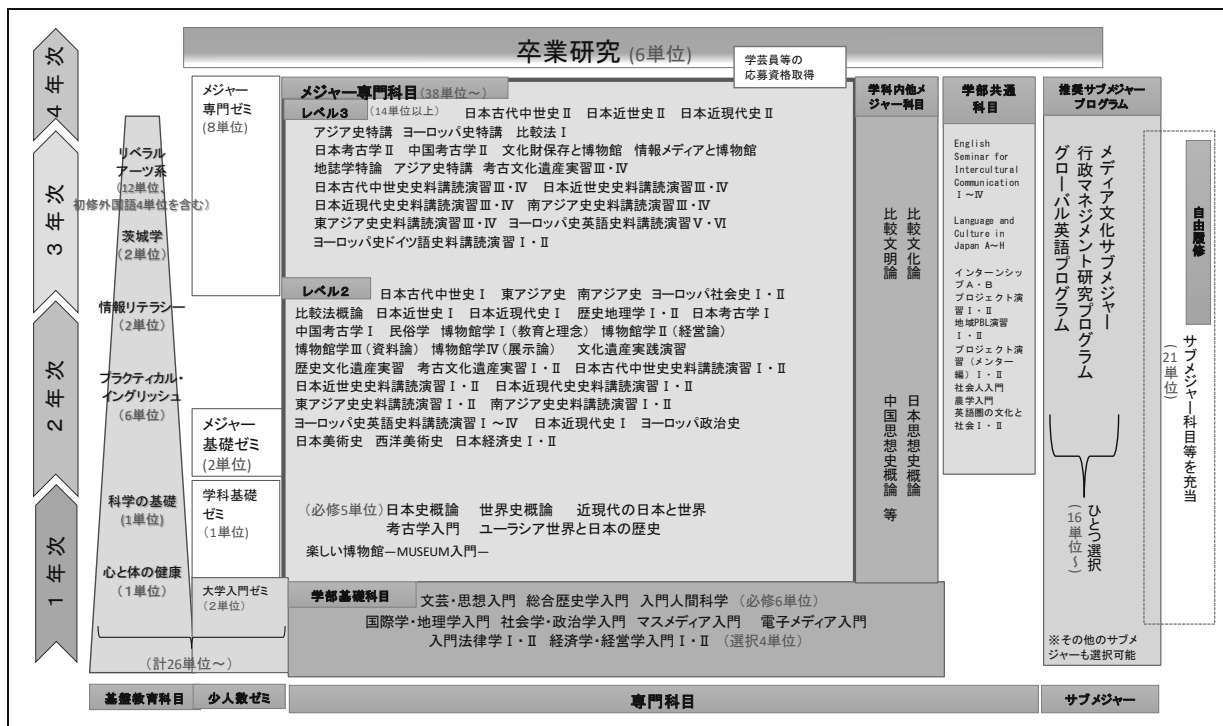 卒業研究(6単位)
学芸員等の
応募資格取得
4年次
3年次
2年次
1年次
リベラル
アーツ系
(12単位、
初修外国語4単位を含む)
茨城学
(2単位)
情報リテラシー
(2単位)
プラクティカル・
イングリッシュ
(6単位)
科学の基礎
(1単位)
心と体の健康
(1単位)
(計26単位～)
基盤教育科目
メジャー
専門ゼミ
(8単位)
メジャー
基礎ゼミ
(2単位)
学科基礎
ゼミ
(1単位)
大学入門ゼミ
(2単位)
少人数ゼミ
メジャー専門科目(38単位～)
レベル3 (14単位以上) 日本古代中世史Ⅱ 日本近世史Ⅱ 日本近現代史Ⅱ
アジア史特講 ヨーロッパ史特講 比較法Ⅰ
日本考古学Ⅱ 中国考古学Ⅱ 文化財保存と博物館 情報メディアと博物館
地誌学特論 アジア史特講 考古文化遺産実習Ⅲ・Ⅳ
日本古代中世史史料講読演習Ⅲ・Ⅳ 日本近世史史料講読演習Ⅲ・Ⅳ
日本近現代史史料講読演習Ⅲ・Ⅳ 南アジア史史料講読演習Ⅲ・Ⅳ
東アジア史史料講読演習Ⅲ・Ⅳ ヨーロッパ史英語史料講読演習Ⅴ・Ⅵ
ヨーロッパ史ドイツ語史料講読演習Ⅰ・Ⅱ
レベル2 日本古代中世史Ⅰ 東アジア史 南アジア史 ヨーロッパ社会史Ⅰ・Ⅱ
比較法概論 日本近世史Ⅰ 日本近現代史Ⅰ 歴史地理学Ⅰ・Ⅱ 日本考古学Ⅰ
中国考古学Ⅰ 民俗学 博物館学Ⅰ(教育と理念) 博物館学Ⅱ(経営論)
博物館学Ⅲ(資料論) 博物館学Ⅳ(展示論) 文化遺産実践演習
歴史文化遺産実習 考古文化遺産実習Ⅰ・Ⅱ 日本古代中世史史料講読演習Ⅰ・Ⅱ
日本近世史史料講読演習Ⅰ・Ⅱ 日本近現代史史料講読演習Ⅰ・Ⅱ
東アジア史史料講読演習Ⅰ・Ⅱ 南アジア史史料講読演習Ⅰ・Ⅱ
ヨーロッパ史英語史料講読演習Ⅰ～Ⅳ 日本近現代史Ⅰ ヨーロッパ政治史
日本美術史 西洋美術史 日本経済史Ⅰ・Ⅱ
(必修5単位)日本史概論 世界史概論 近現代の日本と世界
考古学入門 ユーラシア世界と日本の歴史
楽しい博物館―MUSEUM入門―
学部基礎科目
文芸・思想入門 総合歴史学入門 入門人間科学 (必修6単位)
国際学・地理学入門 社会学・政治学入門 マスメディア入門 電子メディア入門
入門法律学Ⅰ・Ⅱ 経済学・経営学入門Ⅰ・Ⅱ (選択4単位)
専門科目
学科内他メ
ジャー科目
比較文化論
比較文明論
日本思想史概論
中国思想史概論 等
学部共通
科目
English
Seminar for
Intercultural
Communication
Ⅰ～Ⅳ
Language and
Culture in
Japan A～H
インターンシッ
プA・B
プロジェクト演
習Ⅰ・Ⅱ
地域PBL演習
Ⅰ・Ⅱ
プロジェクト演
習(メンター
編)Ⅰ・Ⅱ
社会人入門
農学入門
英語圏の文化と
社会Ⅰ・Ⅱ
推奨サブメジャー
プログラム
メディア文化サブメジャー
行政マネジメント研究プログラム
グローバル英語プログラム
ひとつ選択
(16単位～)
※その他のサブメ
ジャーも選択可能
サブメジャー
自由履修
サブメジャー科目等を充当
(21単位)